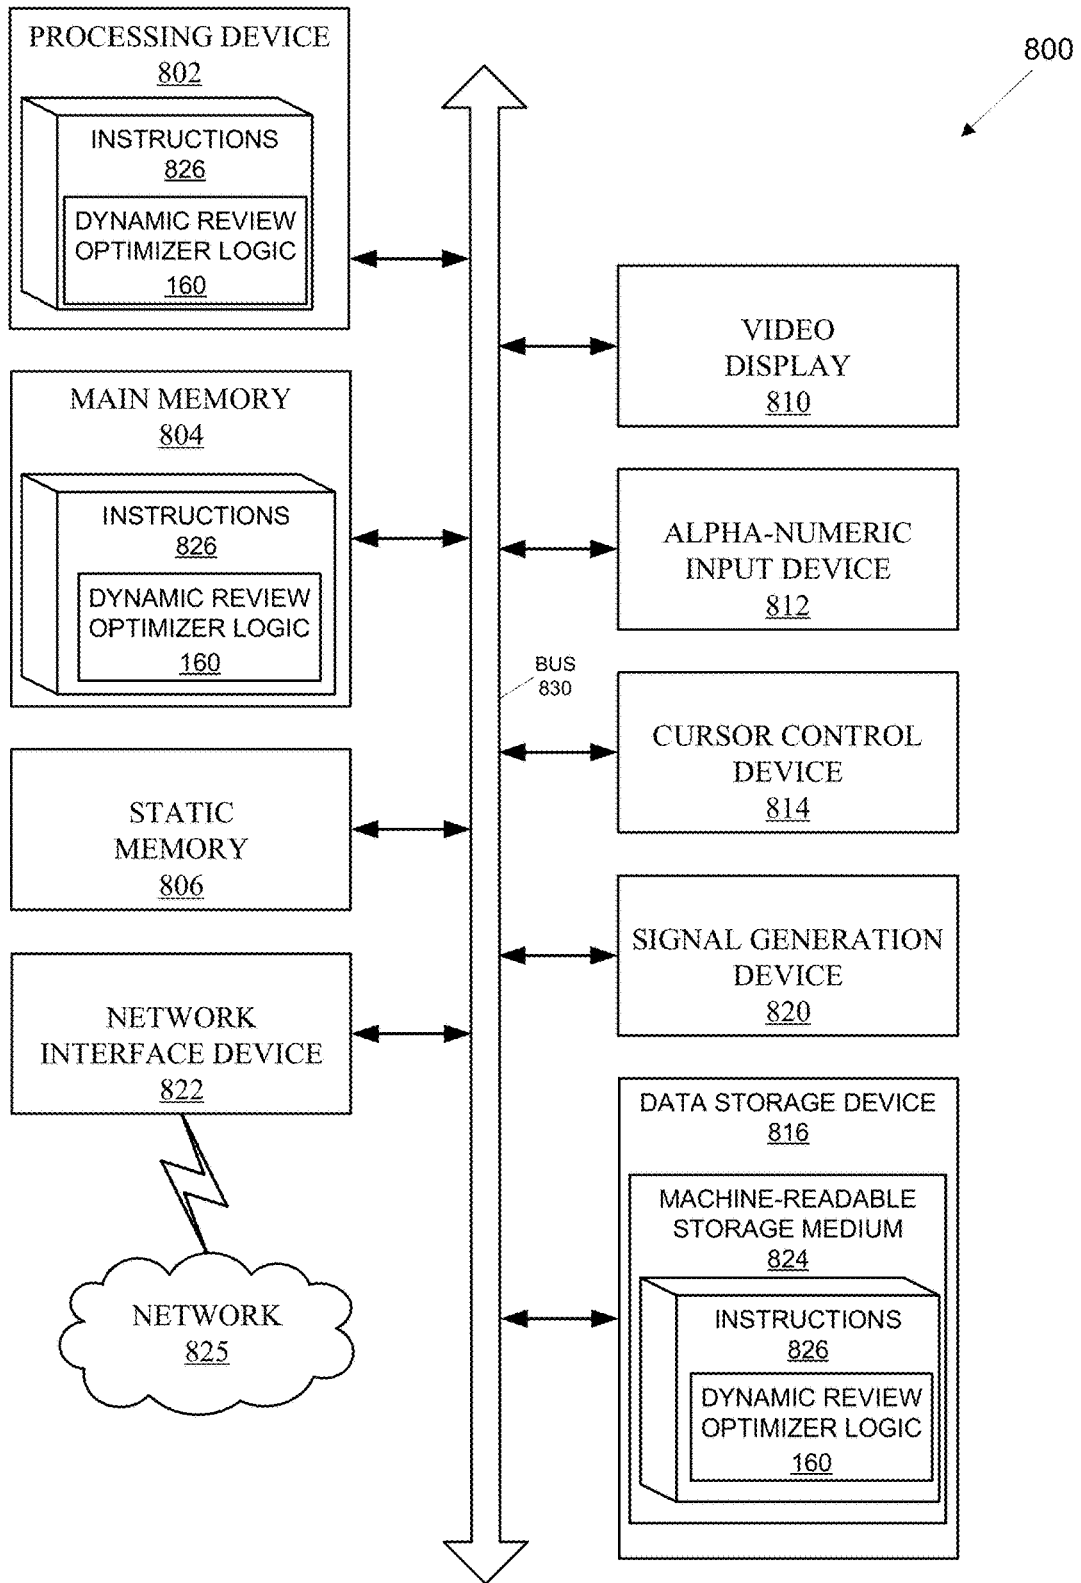 PROCESSING DEVICE
802
INSTRUCTIONS
826
DYNAMIC REVIEW
OPTIMIZER LOGIC
160
MAIN MEMORY
804
INSTRUCTIONS
826
DYNAMIC REVIEW
OPTIMIZER LOGIC
160
STATIC
MEMORY
806
NETWORK
INTERFACE DEVICE
822
NETWORK
825
BUS
830
800
VIDEO
DISPLAY
810
ALPHA-NUMERIC
INPUT DEVICE
812
CURSOR CONTROL
DEVICE
814
SIGNAL GENERATION
DEVICE
820
DATA STORAGE DEVICE
816
MACHINE-READABLE
STORAGE MEDIUM
824
INSTRUCTIONS
826
DYNAMIC REVIEW
OPTIMIZER LOGIC
160